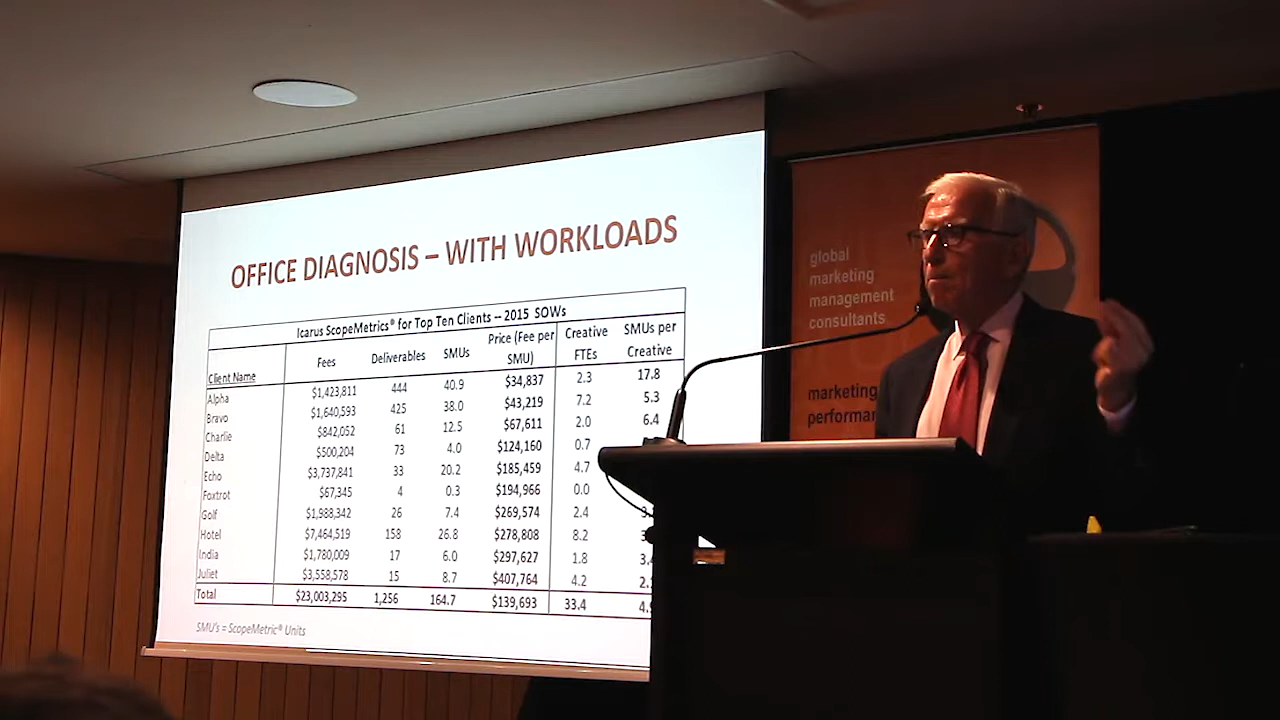 OFFICE DIAGNOSIS – WITH WORKLOADS
Icarus ScopeMetrics® for Top Ten Clients – 2015 SOWs
Client Name Fees Deliverables SMUs Price (Fee per SMU) Creative FTEs SMUs per Creative
Alpha $1,423,811 444 40.9 $34,837 2.3 17.8
Bravo $1,640,593 425 38.0 $43,219 7.2 5.3
Charlie $842,052 61 12.5 $67,611 2.0 6.4
Delta $500,204 73 4.0 $124,160 0.7
Echo $3,737,841 33 20.2 $185,459 4.7
Foxtrot $67,345 4 0.3 $194,966 0.0
Golf $1,988,342 26 7.4 $269,574 2.4
Hotel $7,464,519 158 26.8 $278,808 8.2
India $1,780,009 17 6.0 $297,627 1.8
Juliet $3,558,578 15 8.7 $407,764 4.2
Total $23,003,295 1,256 164.7 $139,693 33.4
SMU's = ScopeMetric® Units
global
marketing
management
consultants
marketing